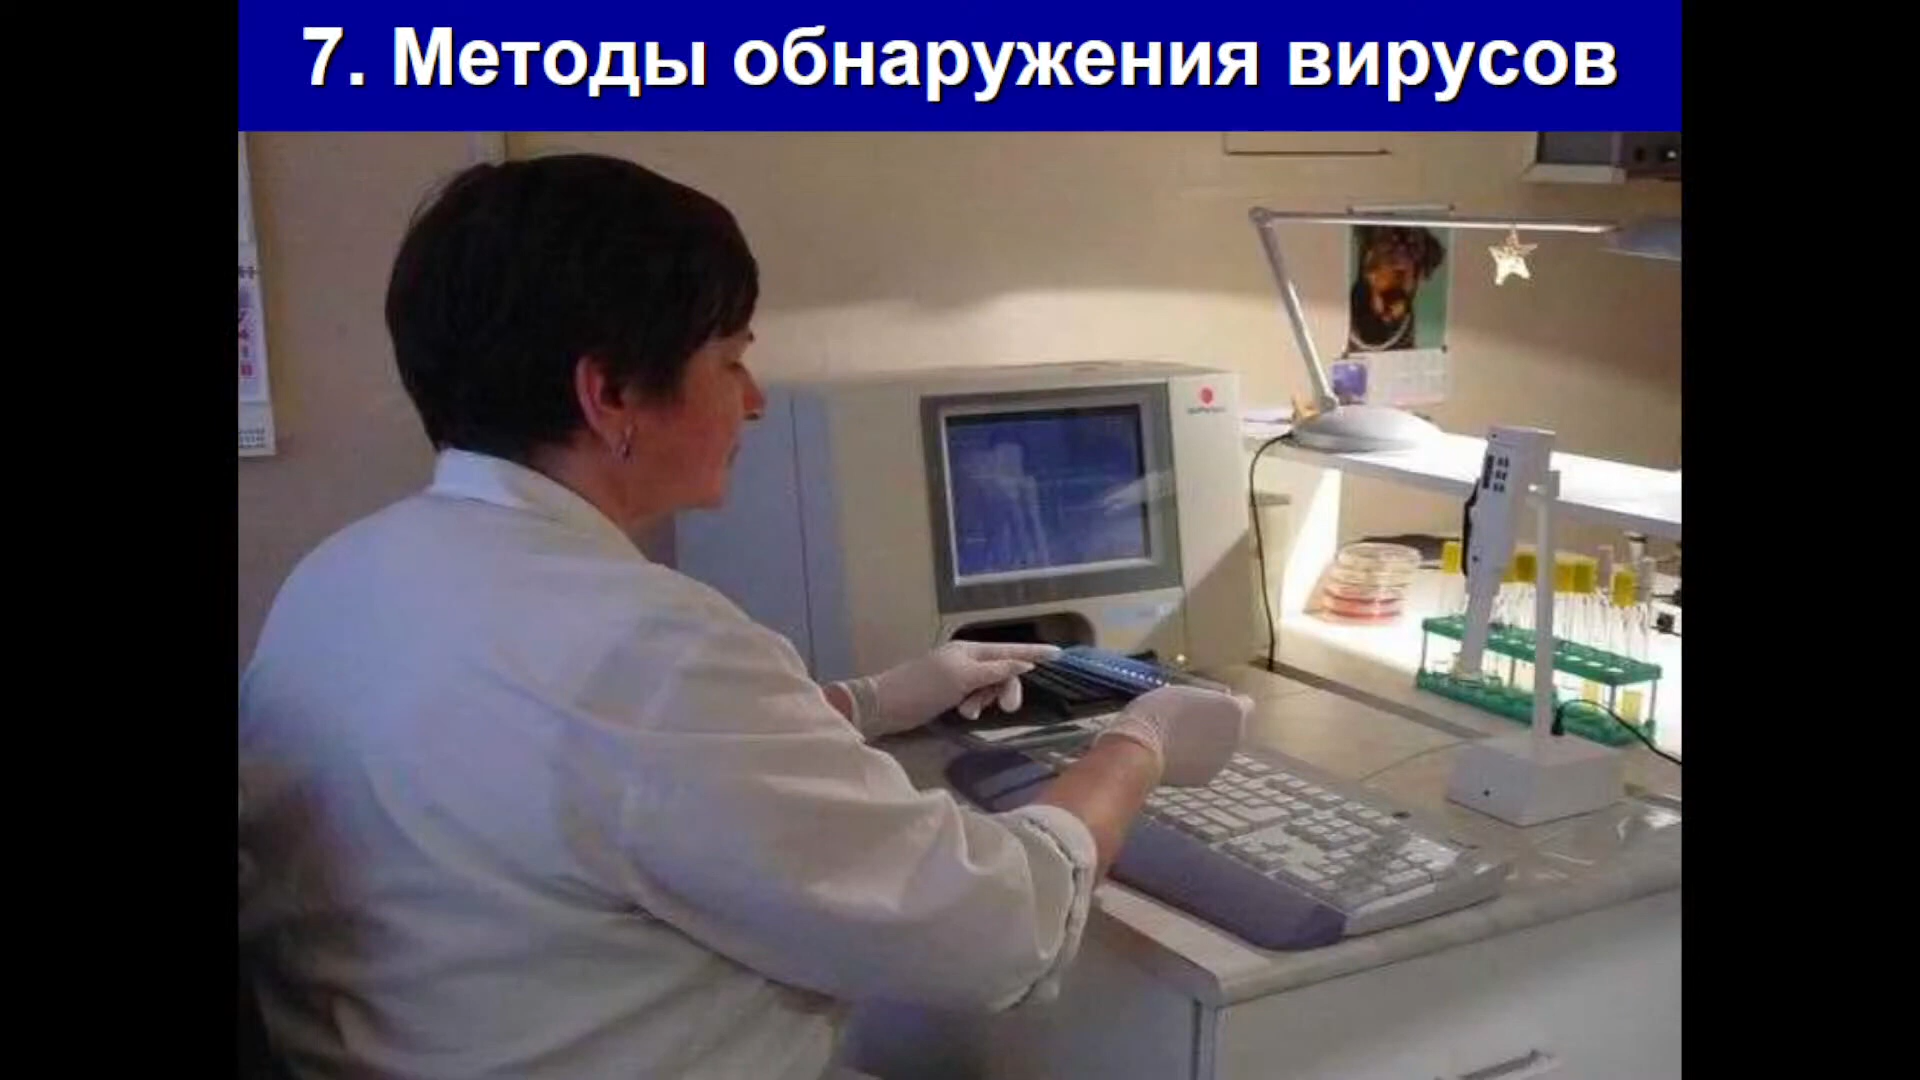 7. Методы обнаружения вирусов